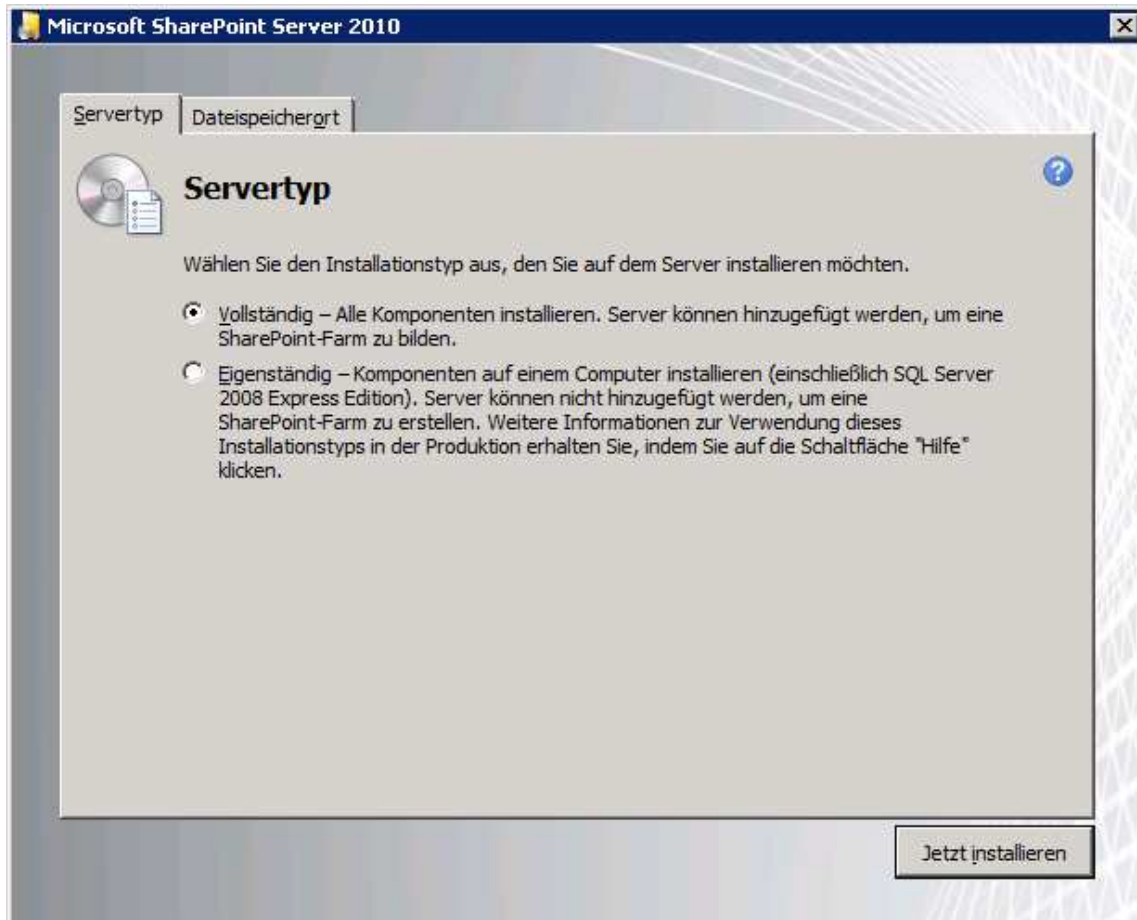 Microsoft SharePoint Server 2010
Servertyp
Dateispeicherort
Servertyp
Wählen Sie den Installationstyp aus, den Sie auf dem Server installieren möchten.
Vollständig – Alle Komponenten installieren. Server können hinzugefügt werden, um eine
SharePoint-Farm zu bilden.
Eigenständig – Komponenten auf einem Computer installieren (einschließlich SQL Server
2008 Express Edition). Server können nicht hinzugefügt werden, um eine
SharePoint-Farm zu erstellen. Weitere Informationen zur Verwendung dieses
Installationstyps in der Produktion erhalten Sie, indem Sie auf die Schaltfläche "Hilfe"
klicken.
Jetzt installieren